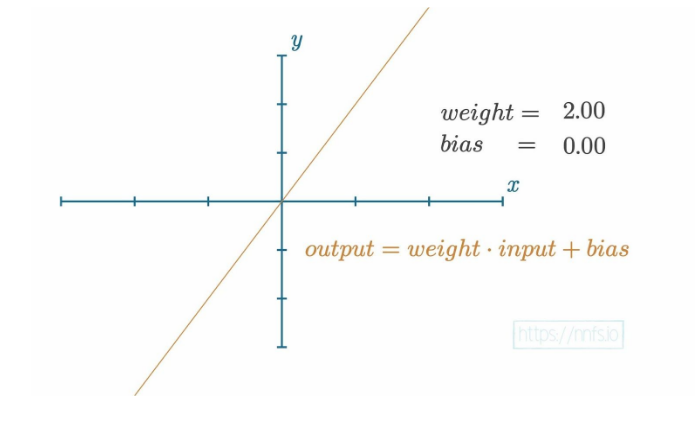 y
weight = 2.00
bias = 0.00
x
output = weight · input + bias
https://nnfs.io